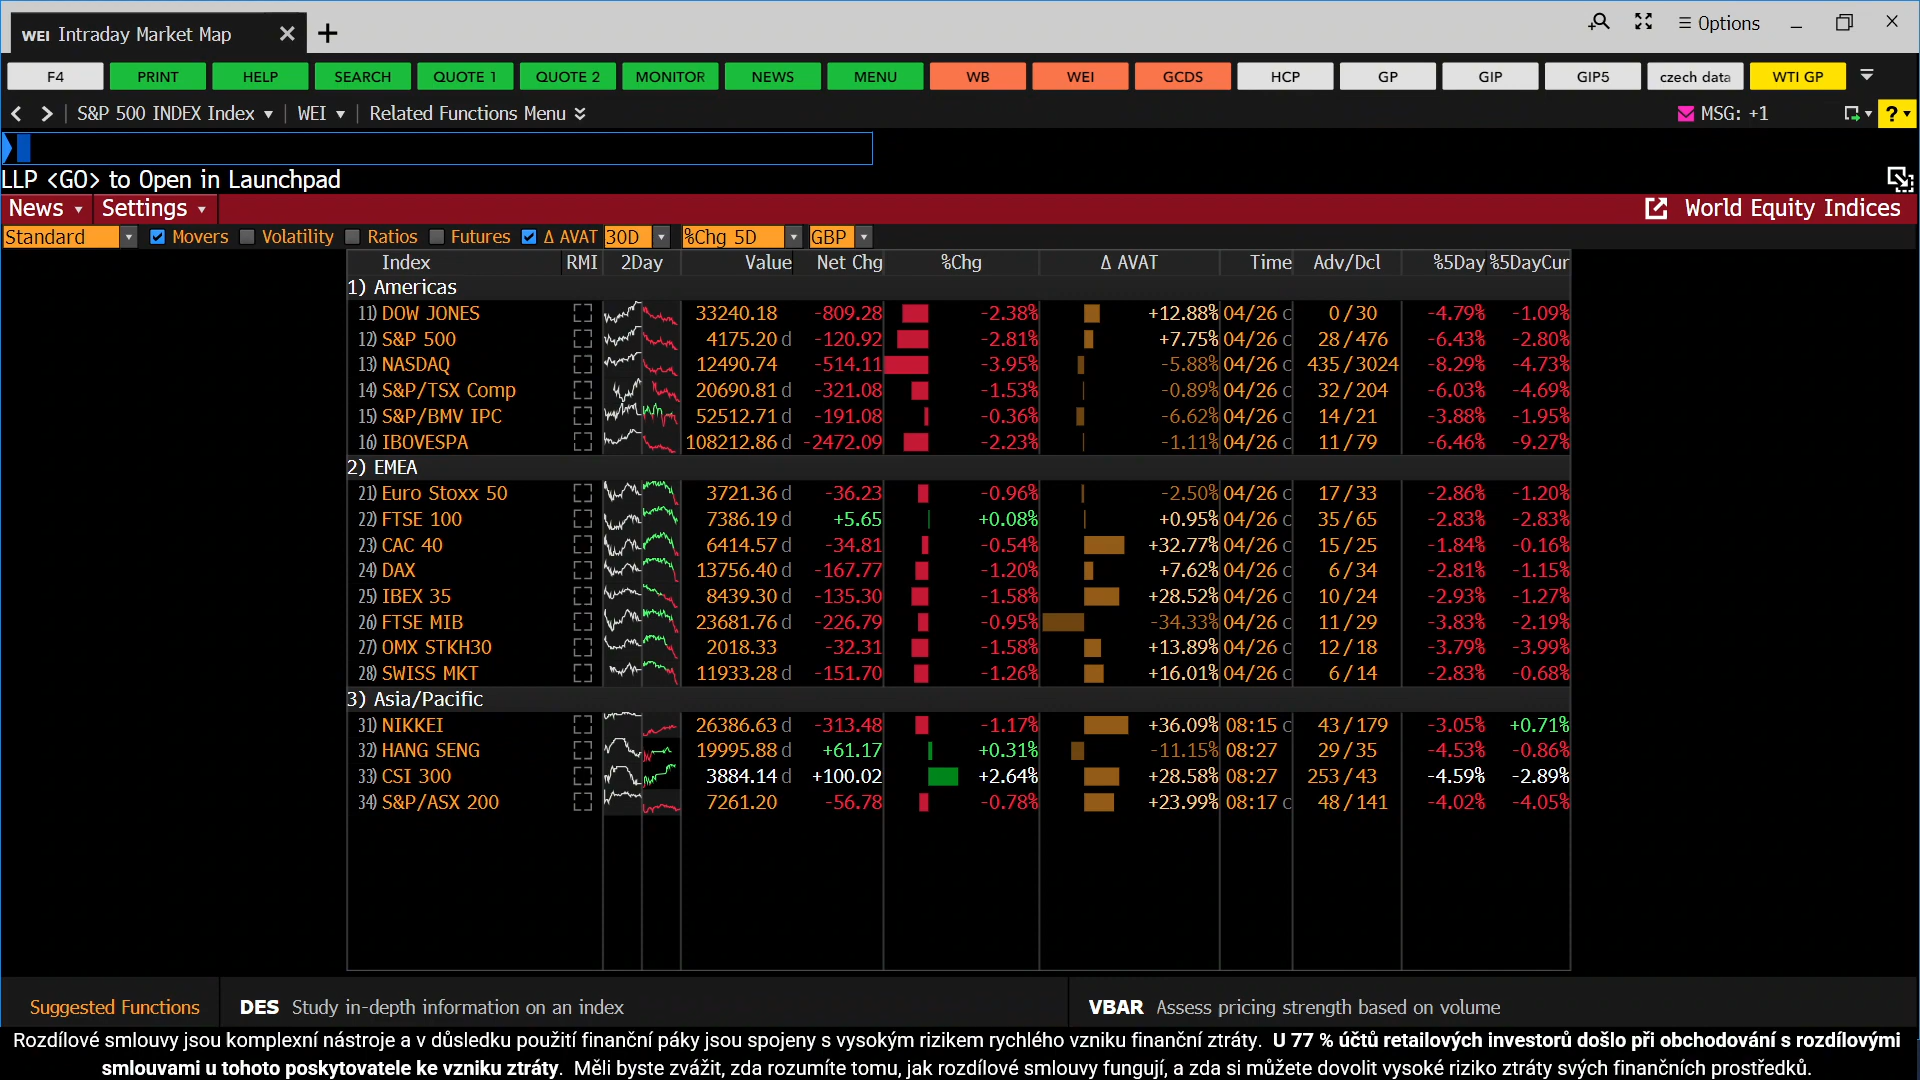 WEI Intraday Market Map
Options
F4 PRINT HELP SEARCH QUOTE 1 QUOTE 2 MONITOR NEWS MENU WB WEI GCDS HCP GP GIP GIP5 czech data WTI GP
S&P 500 INDEX Index WEI Related Functions Menu MSG: +1 ?
LLP <GO> to Open in Launchpad
News Settings World Equity Indices
Standard Movers Volatility Ratios Futures Δ AVAT 30D %Chg 5D GBP
Index RMI 2Day Value Net Chg %Chg Δ AVAT Time Adv/Dcl %5Day %5DayCur
1) Americas
11) DOW JONES 33240.18 -809.28 -2.38% +12.88% 04/26 c 0/30 -4.79% -1.09%
12) S&P 500 4175.20 d -120.92 -2.81% +7.75% 04/26 c 28/476 -6.43% -2.80%
13) NASDAQ 12490.74 -514.11 -3.95% -5.88% 04/26 c 435/3024 -8.29% -4.73%
14) S&P/TSX Comp 20690.81 d -321.08 -1.53% -0.89% 04/26 c 32/204 -6.03% -4.69%
15) S&P/BMV IPC 52512.71 d -191.08 -0.36% -6.62% 04/26 c 14/21 -3.88% -1.95%
16) IBOVESPA 108212.86 d -2472.09 -2.23% -1.11% 04/26 c 11/79 -6.46% -9.27%
2) EMEA
21) Euro Stoxx 50 3721.36 d -36.23 -0.96% -2.50% 04/26 c 17/33 -2.86% -1.20%
22) FTSE 100 7386.19 d +5.65 +0.08% +0.95% 04/26 c 35/65 -2.83% -2.83%
23) CAC 40 6414.57 d -34.81 -0.54% +32.77% 04/26 c 15/25 -1.84% -0.16%
24) DAX 13756.40 d -167.77 -1.20% +7.62% 04/26 c 6/34 -2.81% -1.15%
25) IBEX 35 8439.30 d -135.30 -1.58% +28.52% 04/26 c 10/24 -2.93% -1.27%
26) FTSE MIB 23681.76 d -226.79 -0.95% -34.33% 04/26 c 11/29 -3.83% -2.19%
27) OMX STKH30 2018.33 -32.31 -1.58% +13.89% 04/26 c 12/18 -3.79% -3.99%
28) SWISS MKT 11933.28 d -151.70 -1.26% +16.01% 04/26 c 6/14 -2.83% -0.68%
3) Asia/Pacific
31) NIKKEI 26386.63 d -313.48 -1.17% +36.09% 08:15 c 43/179 -3.05% +0.71%
32) HANG SENG 19995.88 d +61.17 +0.31% -11.15% 08:27 29/35 -4.53% -0.86%
33) CSI 300 3884.14 d +100.02 +2.64% +28.58% 08:27 253/43 -4.59% -2.89%
34) S&P/ASX 200 7261.20 -56.78 -0.78% +23.99% 08:17 c 48/141 -4.02% -4.05%
Suggested Functions DES Study in-depth information on an index VBAR Assess pricing strength based on volume
Rozdílové smlouvy jsou komplexní nástroje a v důsledku použití finanční páky jsou spojeny s vysokým rizikem rychlého vzniku finanční ztráty. U 77 % účtů retailových investorů došlo při obchodování s rozdílovými
smlouvami u tohoto poskytovatele ke vzniku ztráty. Měli byste zvážit, zda rozumíte tomu, jak rozdílové smlouvy fungují, a zda si můžete dovolit vysoké riziko ztráty svých finančních prostředků.